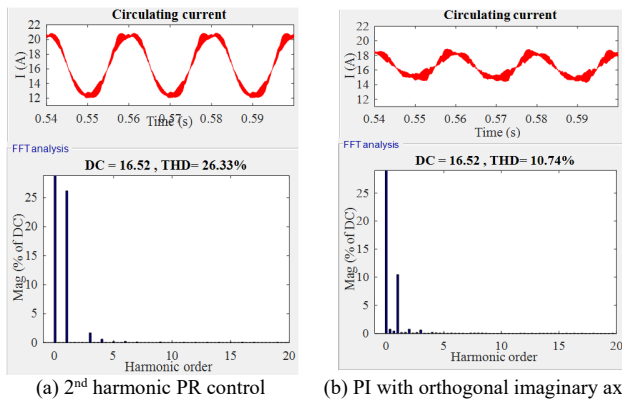 Circulating current
22
20
18
16
14
12
I (A)
0.54 0.55 0.56 0.57 0.58 0.59
Time (s)
FFT analysis
DC = 16.52 , THD= 26.33%
25
20
15
10
5
0
Mag (% of DC)
0 5 10 15 20
Harmonic order
(a) 2nd harmonic PR control
Circulating current
22
20
18
16
14
12
I (A)
0.54 0.55 0.56 0.57 0.58 0.59
Time (s)
FFT analysis
DC = 16.52 , THD= 10.74%
25
20
15
10
5
0
Mag (% of DC)
0 5 10 15 20
Harmonic order
(b) PI with orthogonal imaginary ax